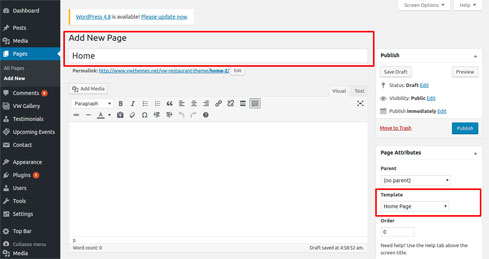 Dashboard
Posts
Media
Pages
All Pages
Add New
Comments
VW Gallery
Testimonials
Upcoming Events
Contact
Appearance
Plugins
Users
Tools
Settings
Top Bar
Collapse menu
Media
Screen Options
Help
WordPress 4.8 is available! Please update now.
Add New Page
Home
Permalink: http://www.vwthemes.net/vw-restaurant-theme/home-2/ Edit
Add Media
Visual Text
Paragraph
p
Word count: 0
Draft saved at 4:58:52 am.
Publish
Save Draft
Preview
Status: Draft Edit
Visibility: Public Edit
Publish immediately Edit
Move to Trash
Publish
Page Attributes
Parent
(no parent)
Template
Home Page
Order
0
Need help? Use the Help tab above the
screen title.